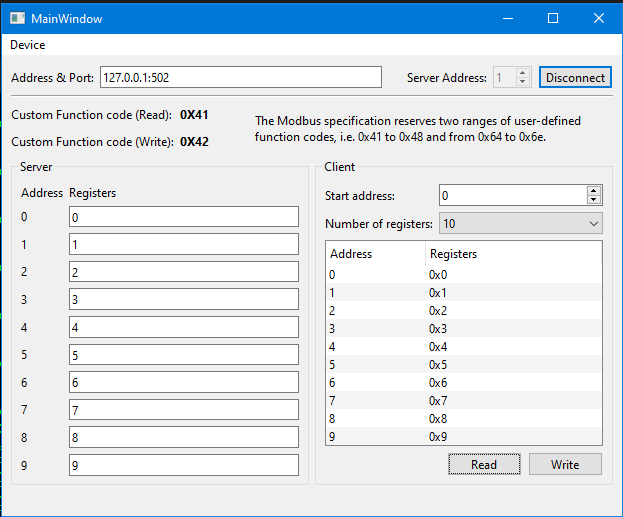 MainWindow
Device
Address & Port: 127.0.0.1:502 Server Address: 1 Disconnect
Custom Function code (Read): 0X41
Custom Function code (Write): 0X42
The Modbus specification reserves two ranges of user-defined
function codes, i.e. 0x41 to 0x48 and from 0x64 to 0x6e.
Server
Address Registers
0 0
1 1
2 2
3 3
4 4
5 5
6 6
7 7
8 8
9 9
Client
Start address: 0
Number of registers: 10
Address Registers
0 0x0
1 0x1
2 0x2
3 0x3
4 0x4
5 0x5
6 0x6
7 0x7
8 0x8
9 0x9
Read Write